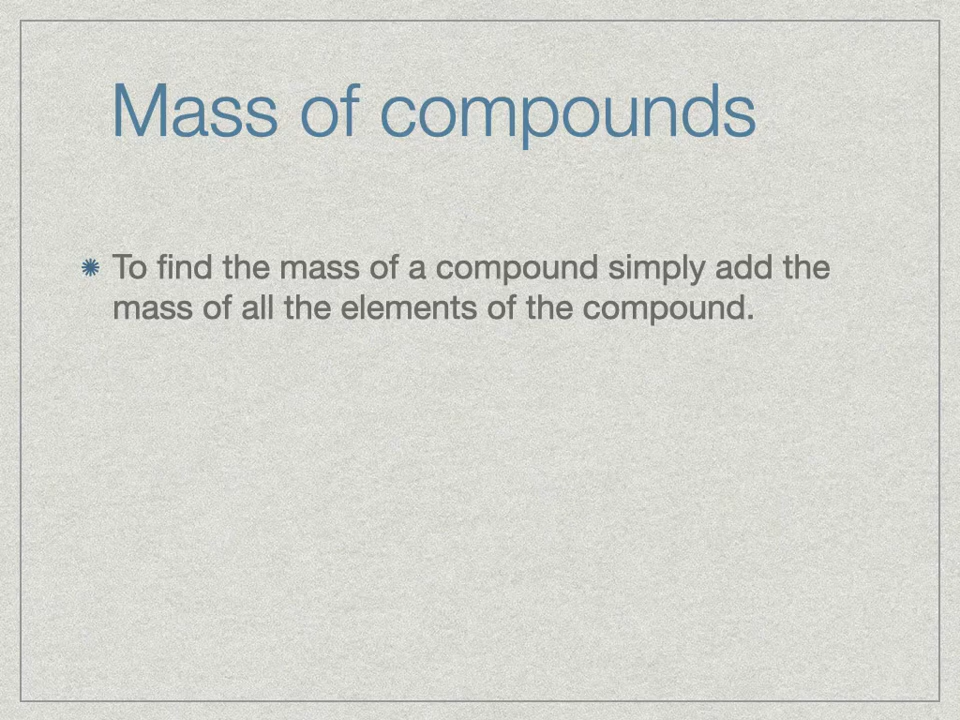 Mass of compounds
To find the mass of a compound simply add the
mass of all the elements of the compound.